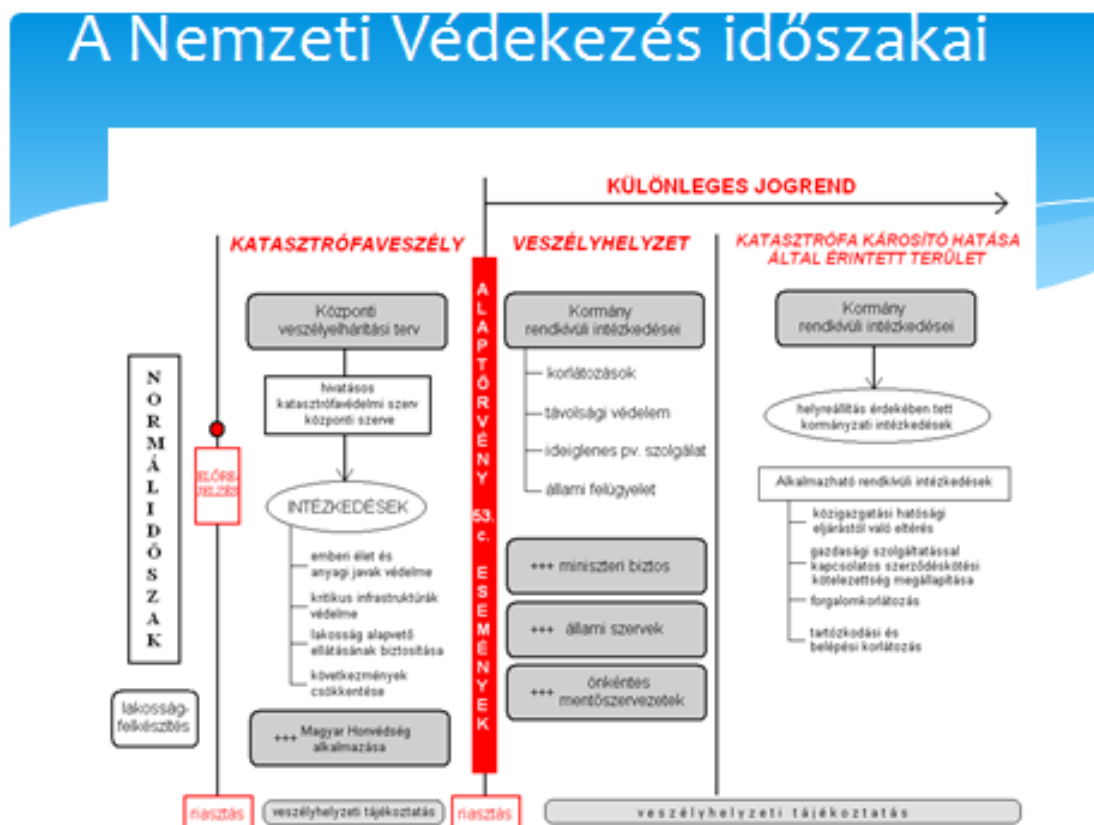 A Nemzeti Védekezés időszakai
KÜLÖNLEGES JOGREND
KATASZTRÓFAVESZÉLY
VESZÉLYHELYZET
KATASZTRÓFA KÁROSÍTÓ HATÁSA
ÁLTAL ÉRINTETT TERÜLET
NORMÁLIDŐSZAK
lakosság-
felkészítés
ELŐRE-
JELZÉS
riasztás
Központi
veszélyelhárítási terv
hivatásos
katasztrófavédelmi szerv
központi szerve
INTÉZKEDÉSEK
emberi élet és
anyagi javak védelme
kritikus infrastruktúrák
védelme
lakosság alapvető
ellátásának biztosítása
következmények
csökkentése
+++ Magyar Honvédség
alkalmazása
veszélyhelyzeti tájékoztatás
ALAPTÖRVÉNY 53. c. ESEMÉNYEK
riasztás
Kormány
rendkívüli intézkedései
korlátozások
távolsági védelem
ideiglenes pv. szolgálat
állami felügyelet
+++ miniszteri biztos
+++ állami szervek
+++ önkéntes
mentőszervezetek
Kormány
rendkívüli intézkedései
helyreállítás érdekében tett
kormányzati intézkedések
Alkalmazható rendkívüli intézkedések
közigazgatási hatósági
eljárástól való eltérés
gazdasági szolgáltatással
kapcsolatos szerződéskötési
kötelezettség megállapítása
forgalomkorlátozás
tartózkodási és
belépési korlátozás
veszélyhelyzeti tájékoztatás